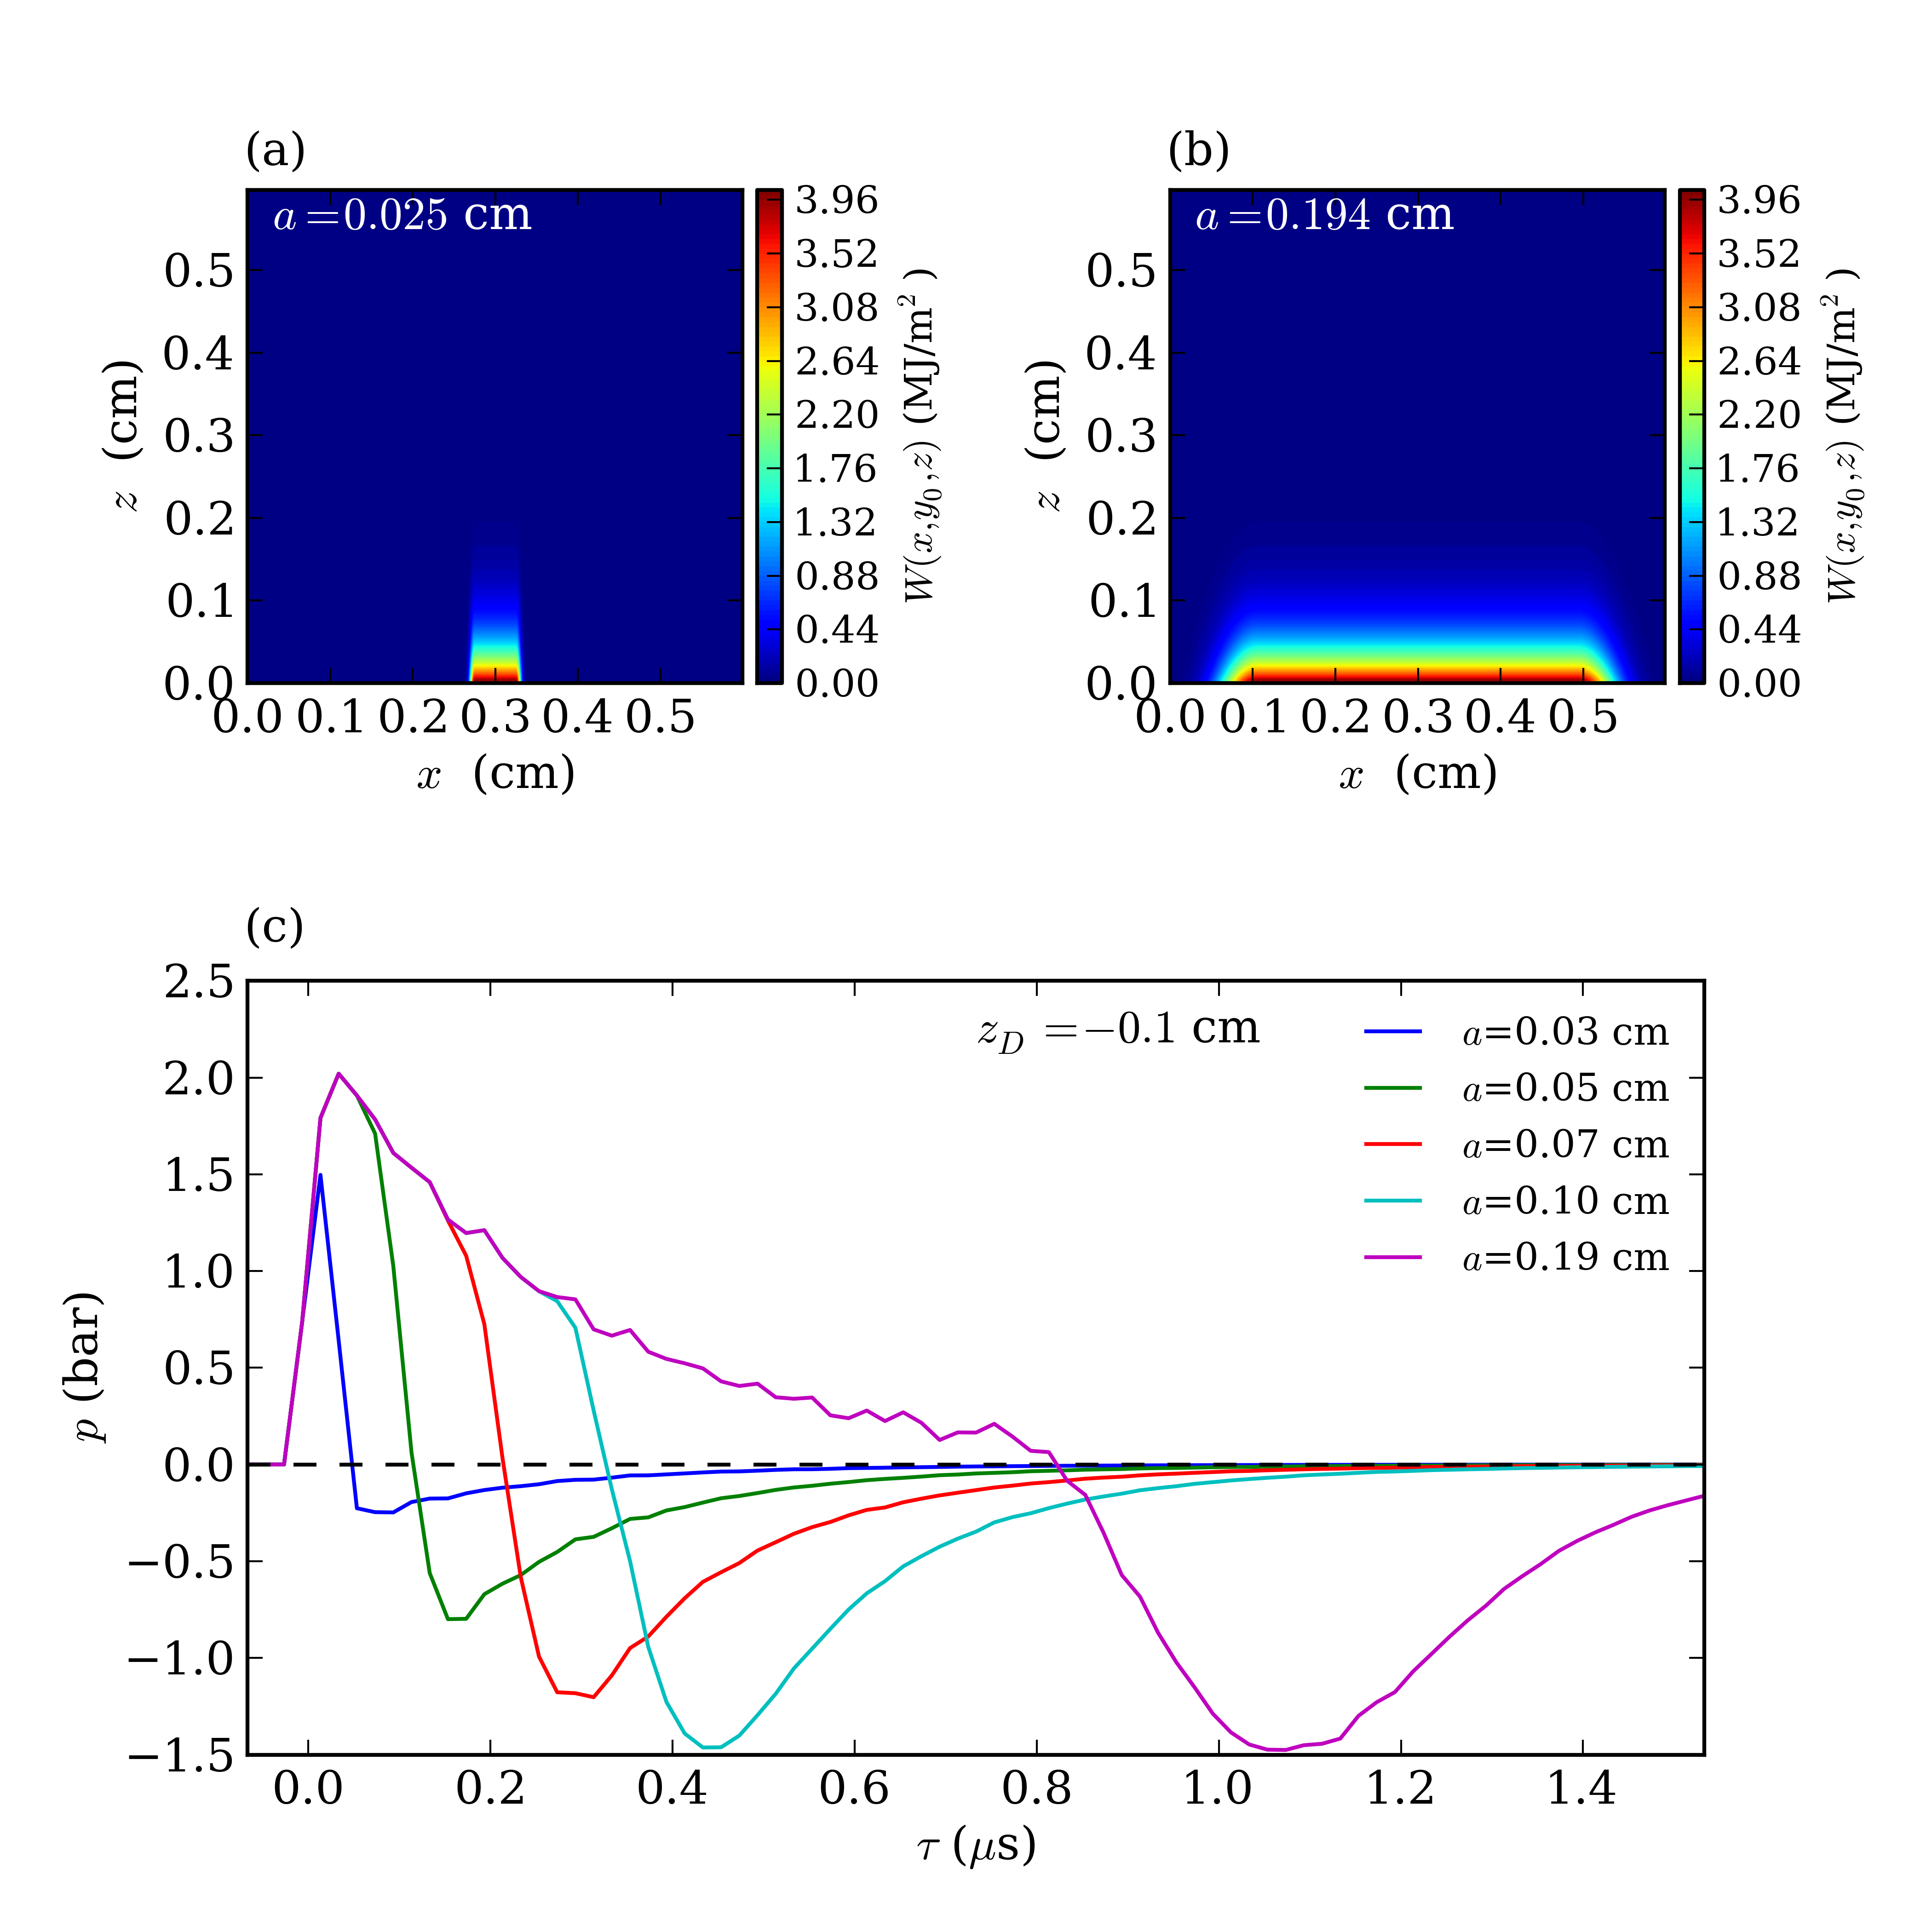 (a)
a=0.025 cm
0.5
0.4
0.3
0.2
0.1
0.0
z (cm)
0.0 0.1 0.2 0.3 0.4 0.5
x (cm)
3.96
3.52
3.08
2.64
2.20
1.76
1.32
0.88
0.44
0.00
W(x,y₀,z) (MJ/m²)
(b)
a=0.194 cm
0.5
0.4
0.3
0.2
0.1
0.0
z (cm)
0.0 0.1 0.2 0.3 0.4 0.5
x (cm)
3.96
3.52
3.08
2.64
2.20
1.76
1.32
0.88
0.44
0.00
W(x,y₀,z) (MJ/m²)
(c)
2.5
2.0
1.5
1.0
0.5
0.0
−0.5
−1.0
−1.5
p (bar)
z_D =−0.1 cm
a=0.03 cm
a=0.05 cm
a=0.07 cm
a=0.10 cm
a=0.19 cm
0.0 0.2 0.4 0.6 0.8 1.0 1.2 1.4
τ (μs)